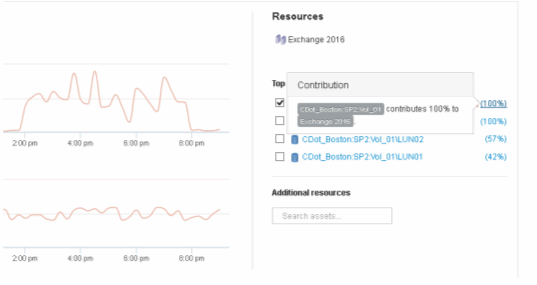 Resources
Exchange 2016
Top
Contribution
CDot_Boston:SP2:Vol_01 contributes 100% to
Exchange 2016.
(100%)
(100%)
CDot_Boston:SP2:Vol_01\LUN02 (57%)
CDot_Boston:SP2:Vol_01\LUN01 (42%)
Additional resources
Search assets...
2:00 pm 4:00 pm 6:00 pm 8:00 pm
2:00 pm 4:00 pm 6:00 pm 8:00 pm